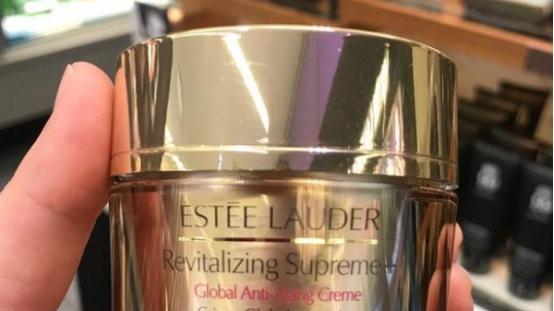 ESTĒE LAUDER
Revitalizing Supreme+
Global Anti-Aging Creme